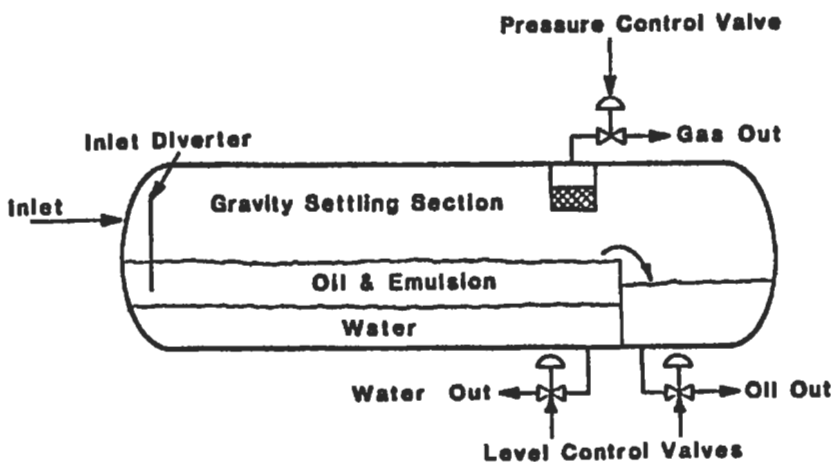 Pressure Control Valve
Gas Out
Inlet Diverter
Inlet
Gravity Settling Section
Oil & Emulsion
Water
Water Out
Oil Out
Level Control Valves